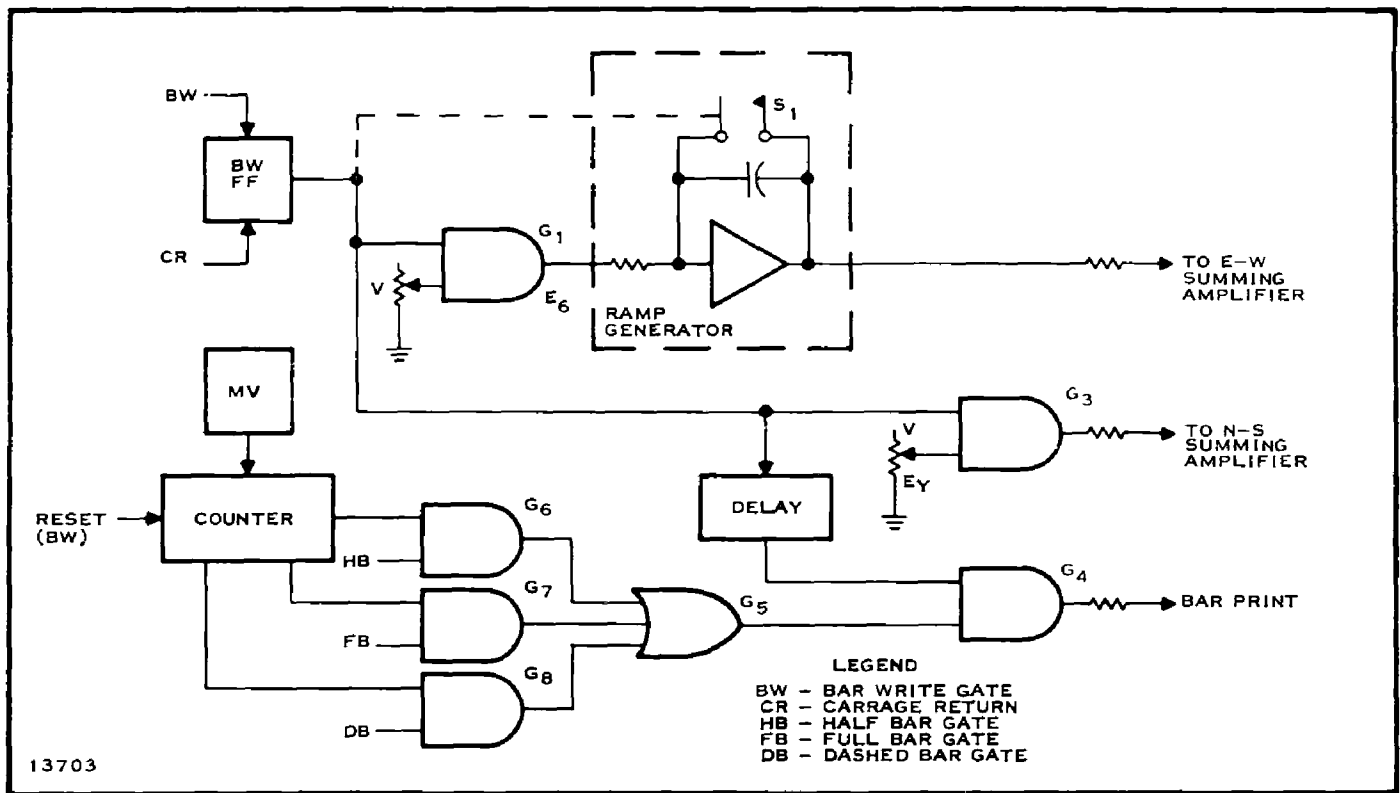 BW
BW
FF
CR
S1
G1
V
E6
RAMP
GENERATOR
TO E-W
SUMMING
AMPLIFIER
MV
G3
V
EY
TO N-S
SUMMING
AMPLIFIER
RESET
(BW)
COUNTER
DELAY
G6
HB
G7
FB
G8
DB
G5
G4
BAR PRINT
LEGEND
BW - BAR WRITE GATE
CR - CARRAGE RETURN
HB - HALF BAR GATE
FB - FULL BAR GATE
DB - DASHED BAR GATE
13703